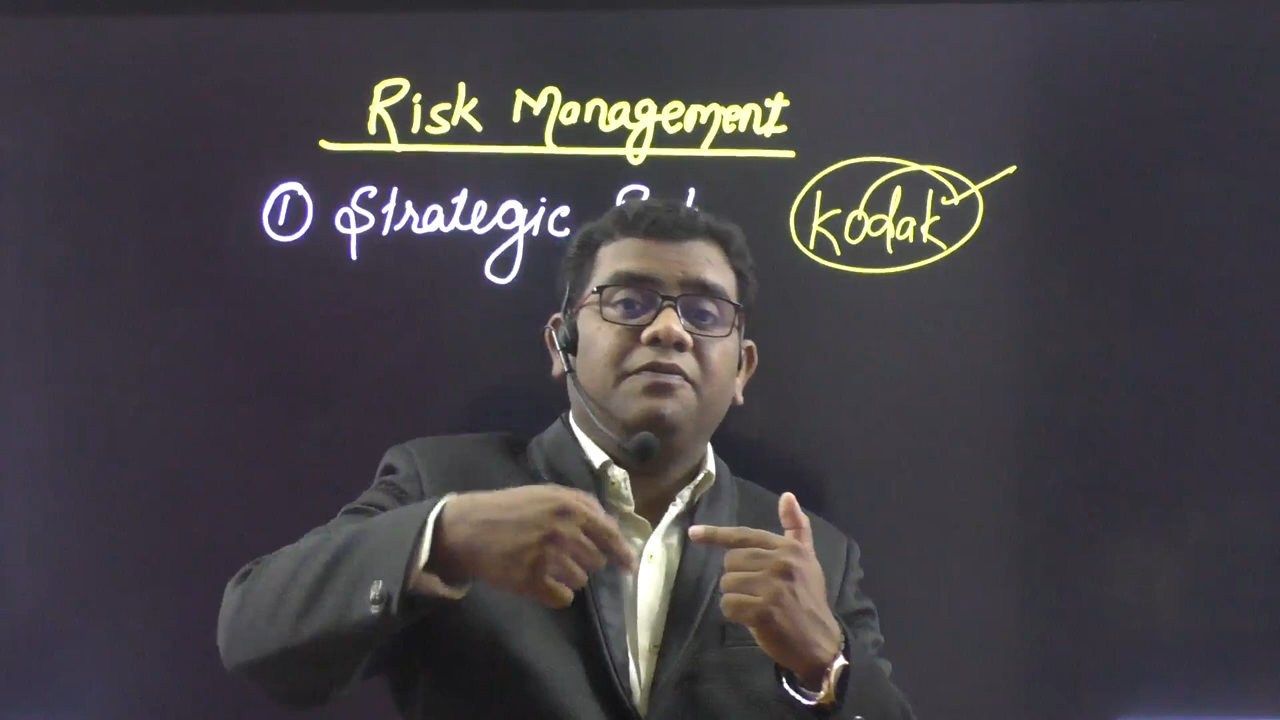 Risk Management
① Strategic Kodak